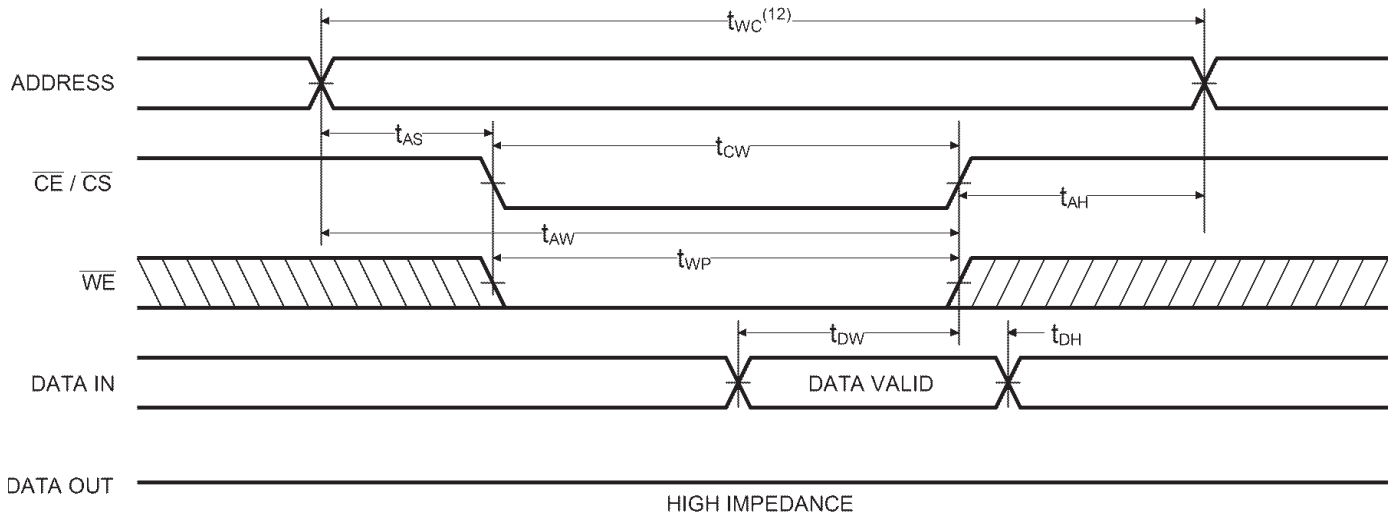 tWC(12)
ADDRESS
tAS
tCW
CE / CS
tAH
tAW
tWP
WE
tDW
tDH
DATA IN
DATA VALID
DATA OUT
HIGH IMPEDANCE